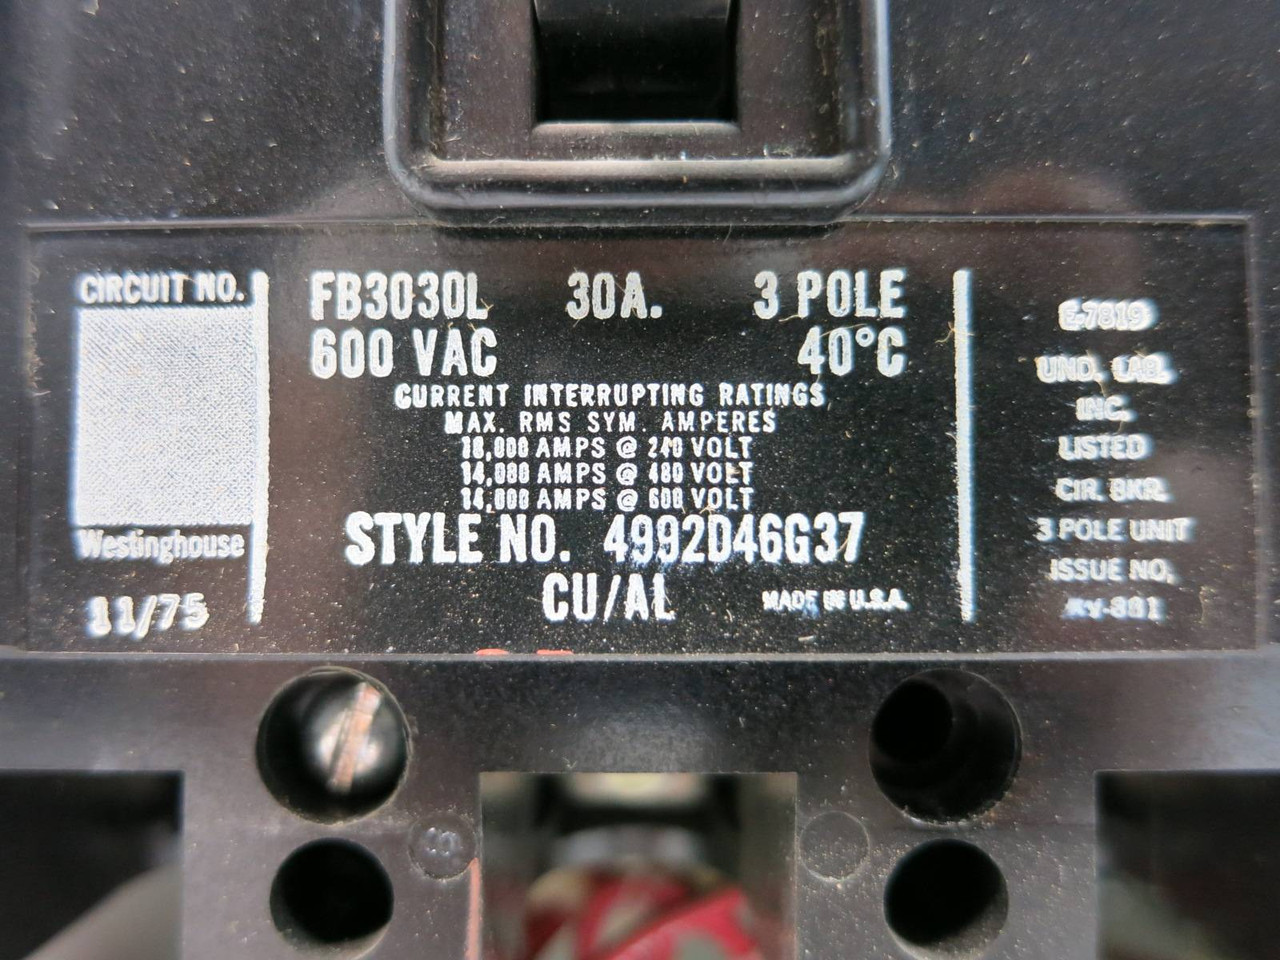 CIRCUIT NO.
Westinghouse
11/75
FB3030L 30A. 3 POLE
600 VAC 40°C
CURRENT INTERRUPTING RATINGS
MAX. RMS SYM. AMPERES
18,000 AMPS @ 240 VOLT
14,000 AMPS @ 480 VOLT
14,000 AMPS @ 600 VOLT
STYLE NO. 4992D46G37
CU/AL MADE IN U.S.A.
E-7819
UND. LAB.
INC.
LISTED
CIR. BKR.
3 POLE UNIT
ISSUE NO.